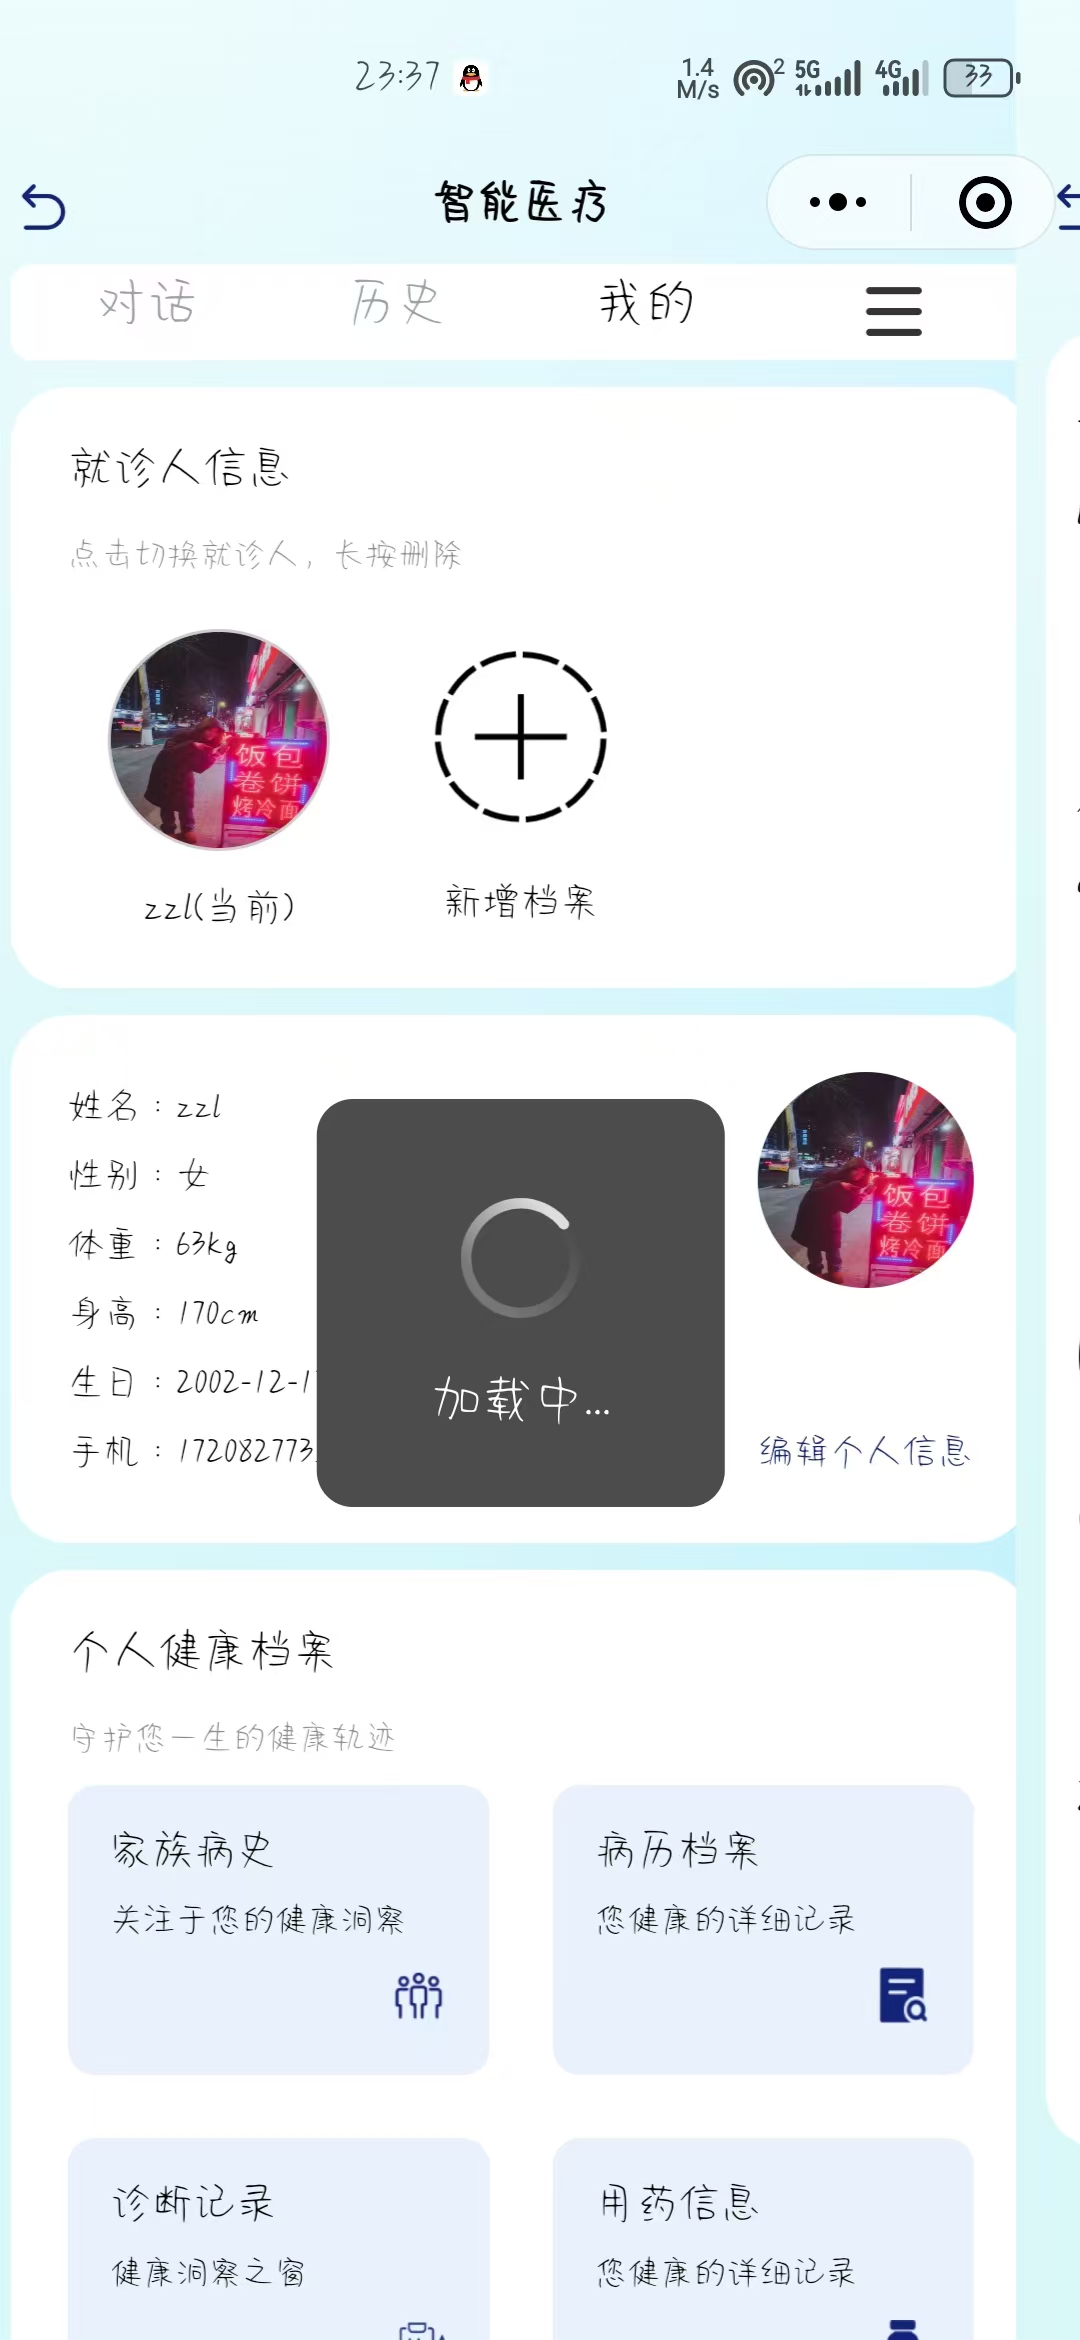 23:37
1.4 M/s
2
5G
4G
33
智能医疗
对话 历史 我的
就诊人信息
点击切换就诊人，长按删除
饭包
卷饼
烤冷面
zzl(当前)
新增档案
姓名：zzl
性别：女
体重：63kg
身高：170cm
生日：2002-12-1
手机：172082773
饭包
卷饼
烤冷面
加载中...
编辑个人信息
个人健康档案
守护您一生的健康轨迹
家族病史
关注于您的健康洞察
病历档案
您健康的详细记录
诊断记录
健康洞察之窗
用药信息
您健康的详细记录